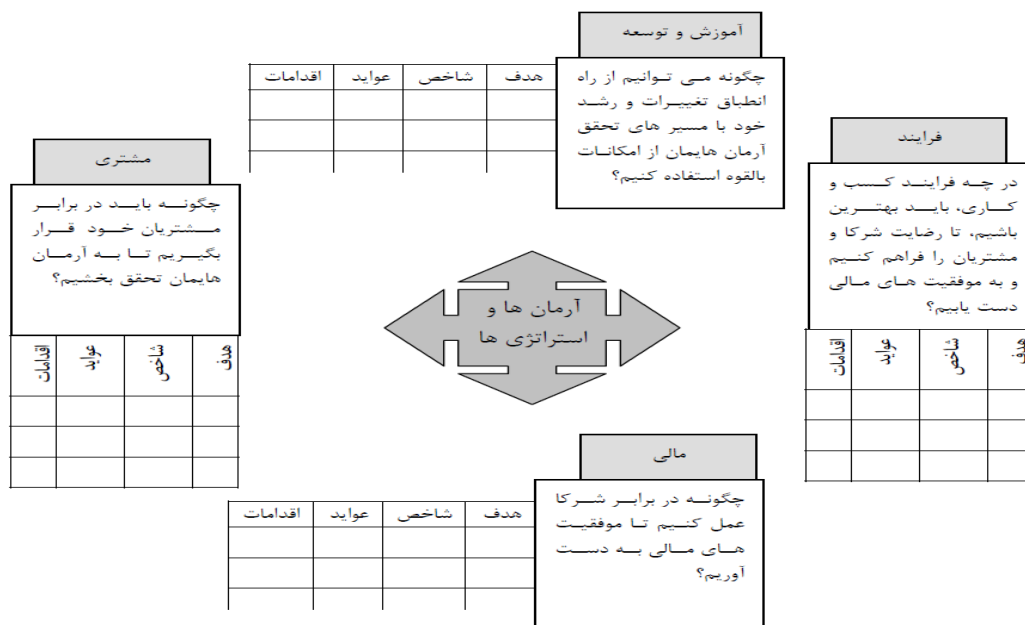 آموزش و توسعه
چگونه می توانیم از راه
انطباق تغییرات و رشد
خود با مسیر های تحقق
آرمان هایمان از امکانات
بالقوه استفاده کنیم؟
هدف شاخص عواید اقدامات
فرایند
در چه فرایند کسب و
کاری، باید بهترین
باشیم، تا رضایت شرکا و
مشتریان را فراهم کنیم
و به موفقیت های مالی
دست یابیم؟
هدف شاخص عواید اقدامات
مشتری
چگونه باید در برابر
مشتریان خود قرار
بگیریم تا به آرمان
هایمان تحقق بخشیم؟
هدف شاخص عواید اقدامات
آرمان ها و
استراتژی ها
مالی
چگونه در برابر شرکا
عمل کنیم تا موفقیت
های مالی به دست
آوریم؟
هدف شاخص عواید اقدامات